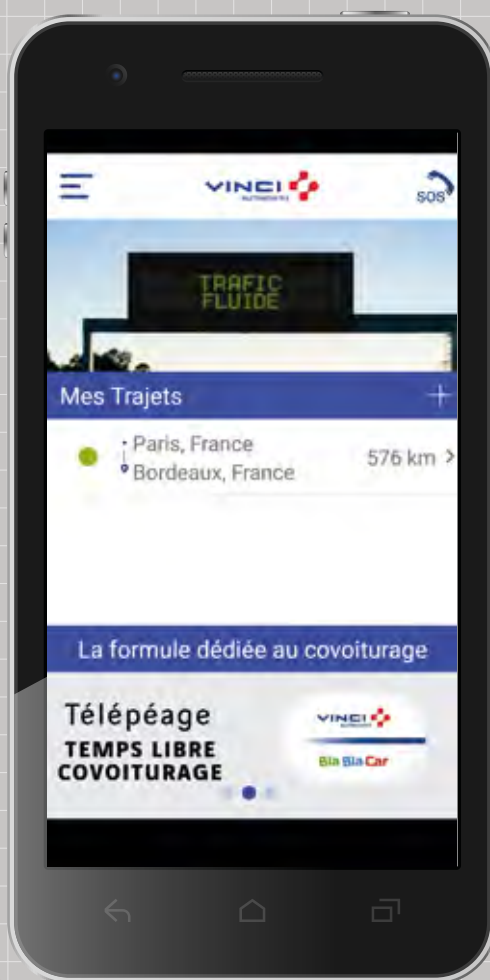 VINCI
AUTOROUTES
SOS
TRAFIC
FLUIDE
Mes Trajets
Paris, France
576 km
Bordeaux, France
La formule dédiée au covoiturage
Télépéage
TEMPS LIBRE
COVOITURAGE
VINCI
BlaBlaCar